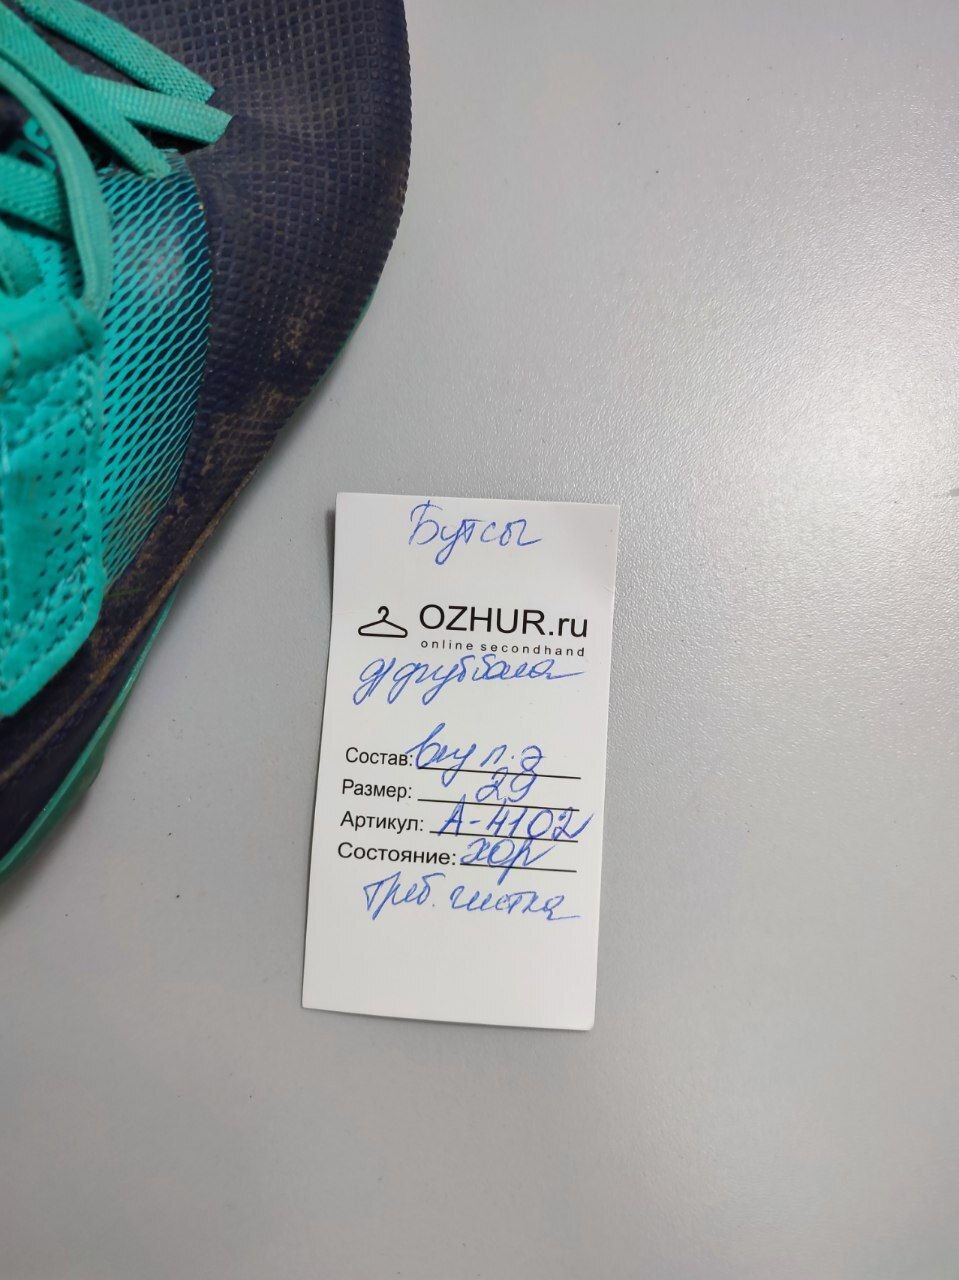 Бутсы
OZHUR.ru
online secondhand
д/футбола
Состав:
Размер: 29
Артикул: А-4102
Состояние: хор
треб. чистка